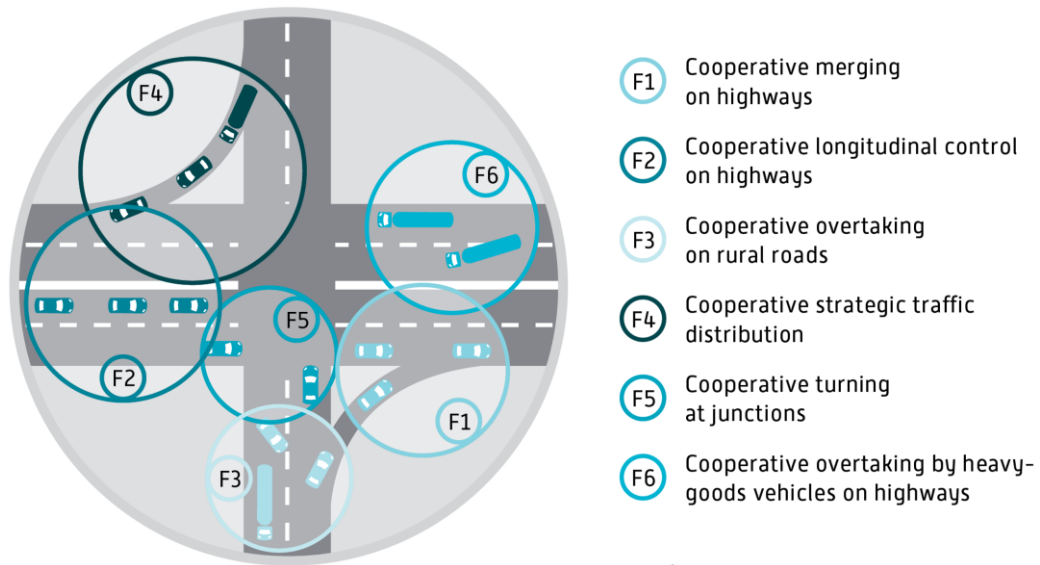 F4
F6
F5
F2
F1
F3
F1 Cooperative merging
on highways
F2 Cooperative longitudinal control
on highways
F3 Cooperative overtaking
on rural roads
F4 Cooperative strategic traffic
distribution
F5 Cooperative turning
at junctions
F6 Cooperative overtaking by heavy-
goods vehicles on highways